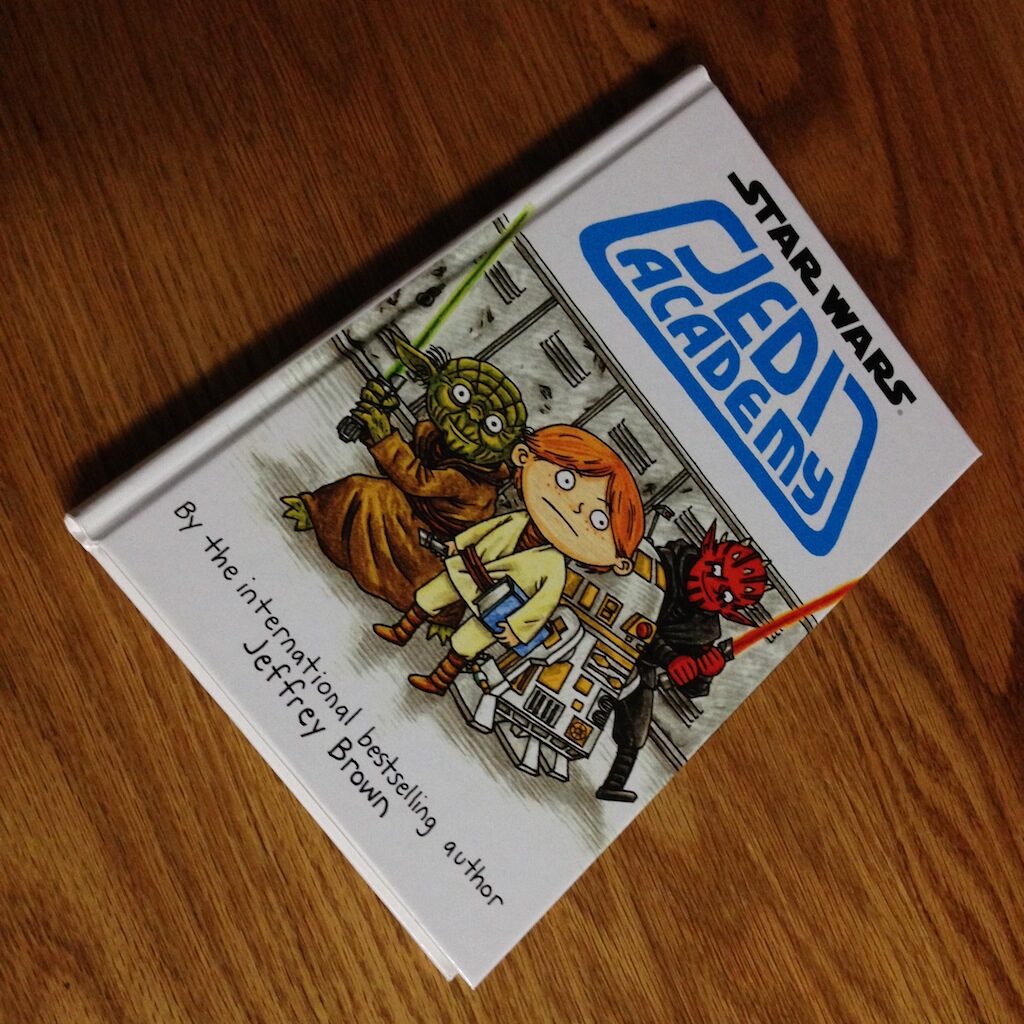 STAR WARS
JEDI
ACADEMY
By the international bestselling author
Jeffrey Brown